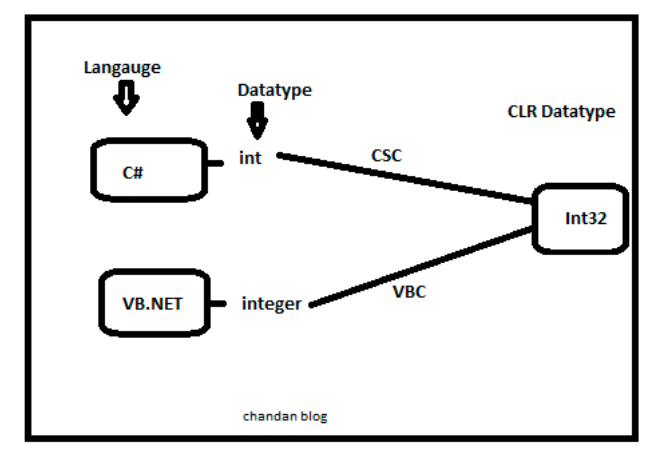 Langauge
Datatype
CLR Datatype
C#
int
CSC
Int32
VB.NET
integer
VBC
chandan blog